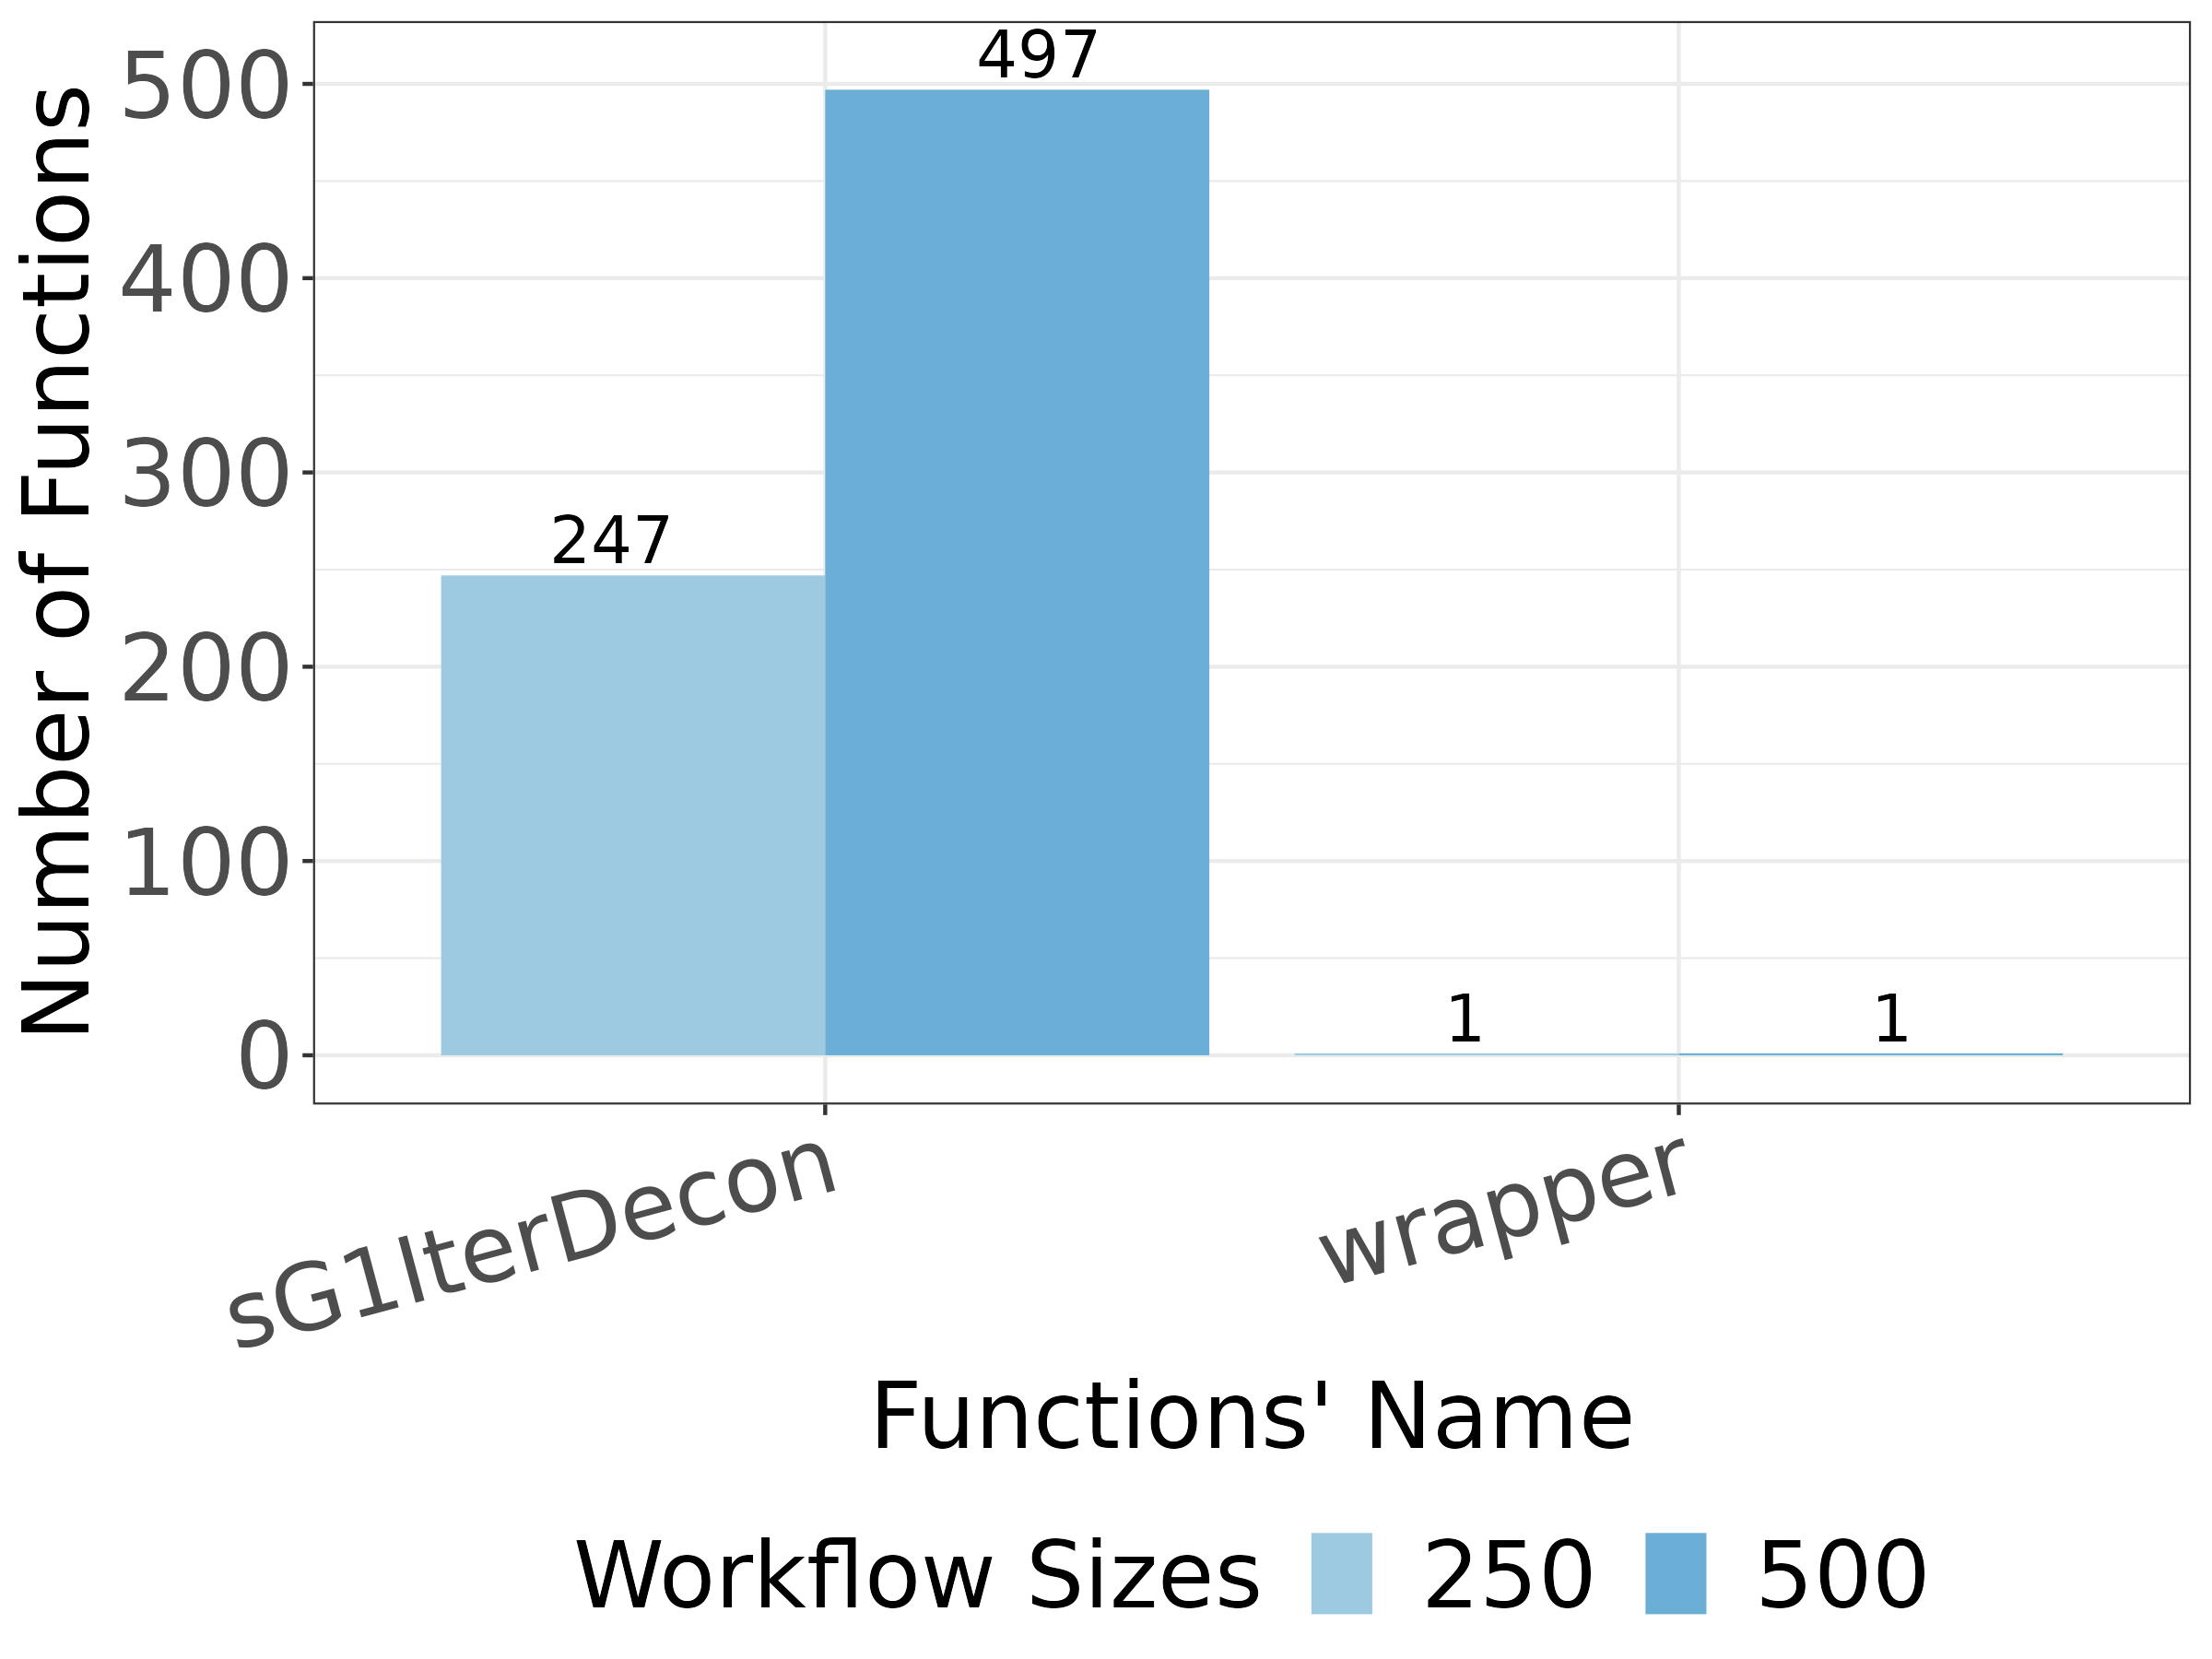 Number of Functions
500
400
300
200
100
0
497
247
1
1
sG1IterDecon
wrapper
Functions' Name
Workflow Sizes 250 500